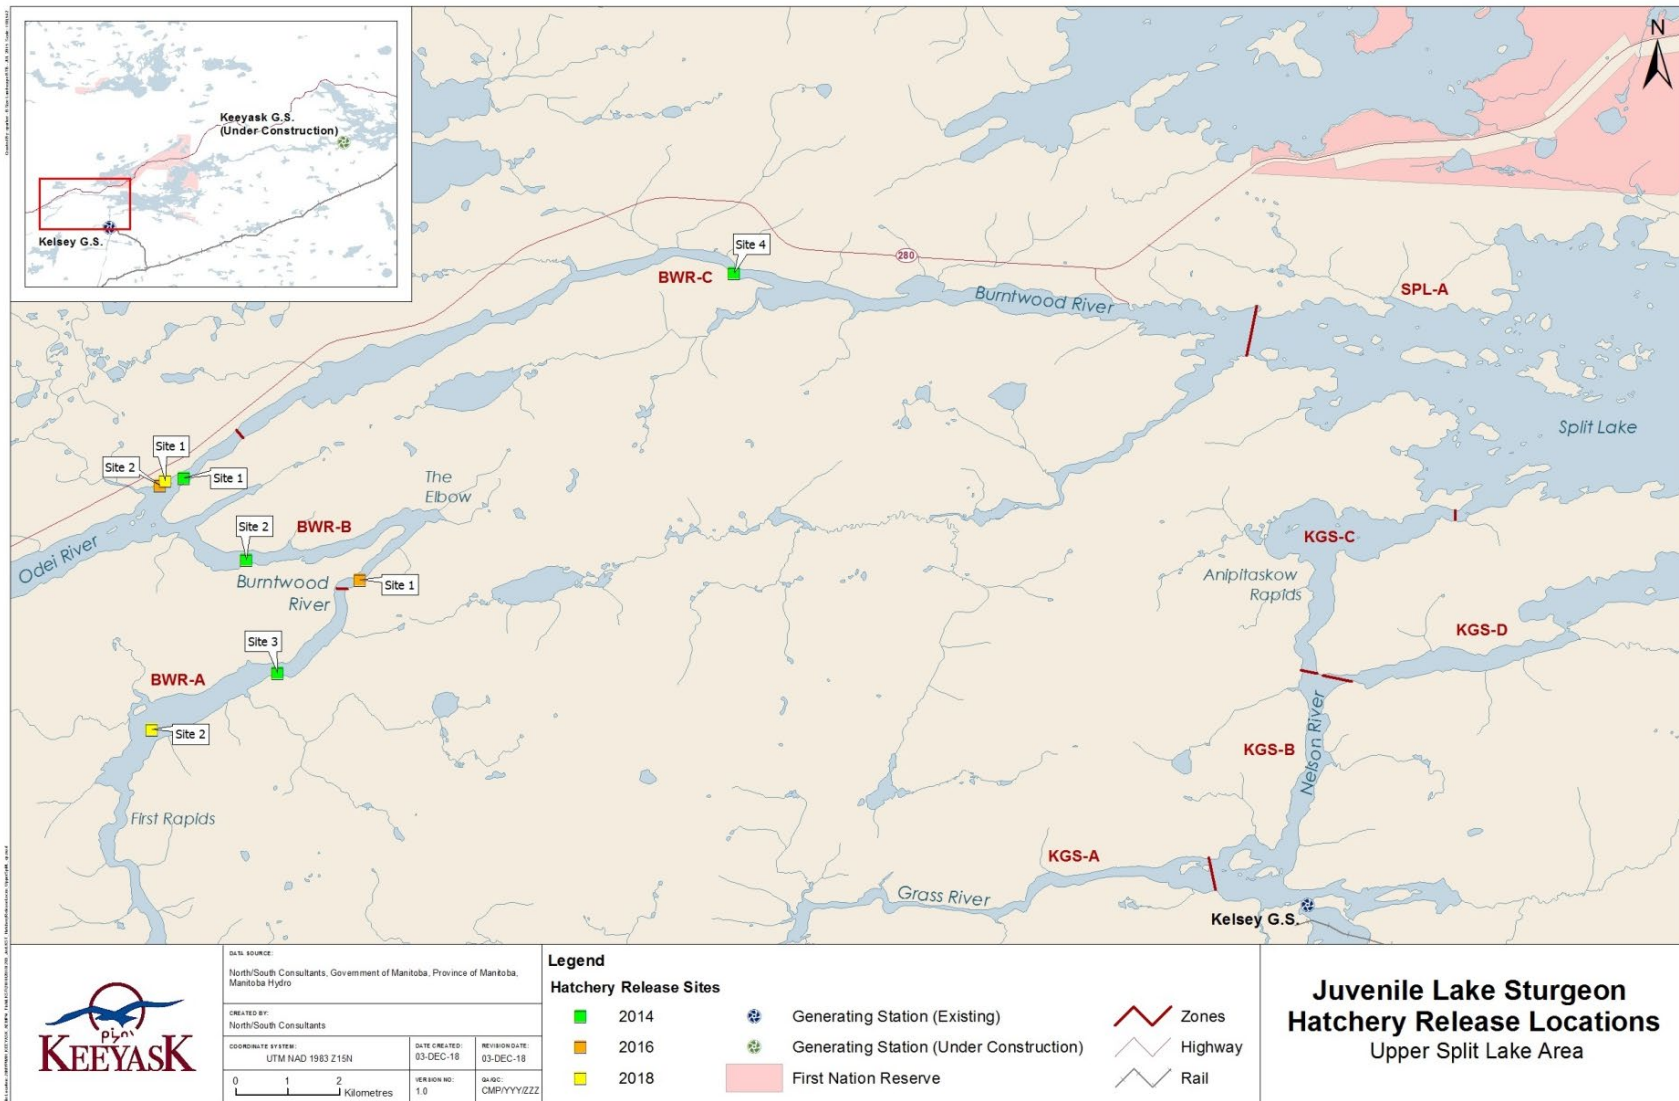 Keeyask G.S.
(Under Construction)
Kelsey G.S.
N
Site 4
BWR-C
280
Burntwood River
SPL-A
Split Lake
Site 1
Site 2
Site 1
The
Elbow
BWR-B
Site 2
Odei River
Burntwood
River
Site 1
KGS-C
Anipitaskow
Rapids
KGS-D
Site 3
BWR-A
Site 2
KGS-B
Nelson River
First Rapids
KGS-A
Grass River
Kelsey G.S.
KEEYASK
DATA SOURCE:
North/South Consultants, Government of Manitoba, Province of Manitoba,
Manitoba Hydro
CREATED BY:
North/South Consultants
COORDINATE SYSTEM:
UTM NAD 1983 Z15N
DATE CREATED:
03-DEC-18
REVISION DATE:
03-DEC-18
0 1 2
Kilometres
VERSION NO:
1.0
QA/QC:
CMP/YYY/ZZZ
Legend
Hatchery Release Sites
2014
2016
2018
Generating Station (Existing)
Generating Station (Under Construction)
First Nation Reserve
Zones
Highway
Rail
Juvenile Lake Sturgeon
Hatchery Release Locations
Upper Split Lake Area